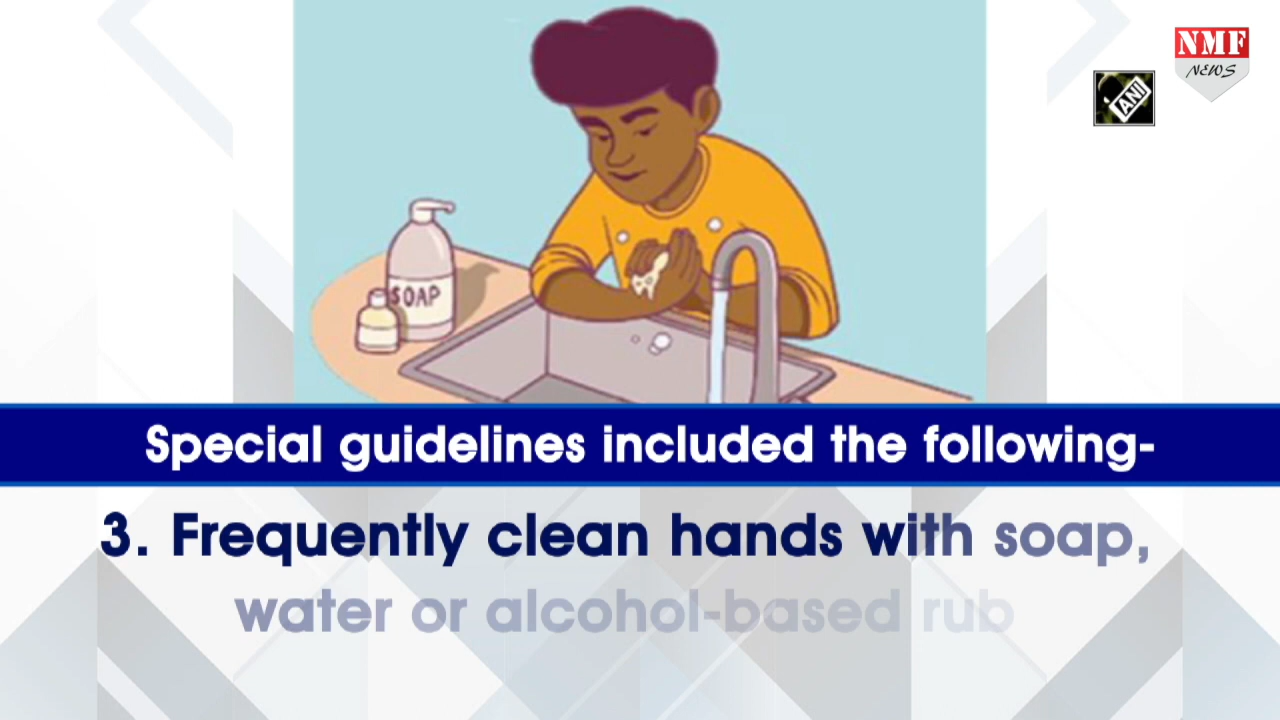 NMF
NEWS
ANI
SOAP
Special guidelines included the following-
3. Frequently clean hands with soap,
water or alcohol-based rub